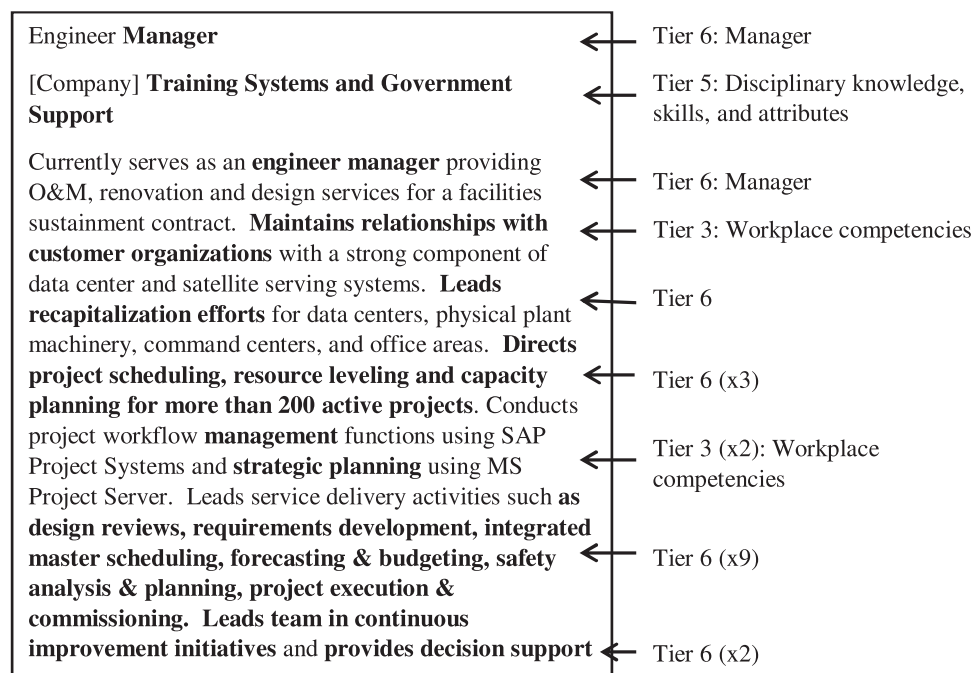 Engineer Manager
[Company] Training Systems and Government
Support
Currently serves as an engineer manager providing
O&M, renovation and design services for a facilities
sustainment contract.  Maintains relationships with
customer organizations with a strong component of
data center and satellite serving systems.  Leads
recapitalization efforts for data centers, physical plant
machinery, command centers, and office areas.  Directs
project scheduling, resource leveling and capacity
planning for more than 200 active projects. Conducts
project workflow management functions using SAP
Project Systems and strategic planning using MS
Project Server.  Leads service delivery activities such as
design reviews, requirements development, integrated
master scheduling, forecasting & budgeting, safety
analysis & planning, project execution &
commissioning.  Leads team in continuous
improvement initiatives and provides decision support
Tier 6: Manager
Tier 5: Disciplinary knowledge,
skills, and attributes
Tier 6: Manager
Tier 3: Workplace competencies
Tier 6
Tier 6 (x3)
Tier 3 (x2): Workplace
competencies
Tier 6 (x9)
Tier 6 (x2)